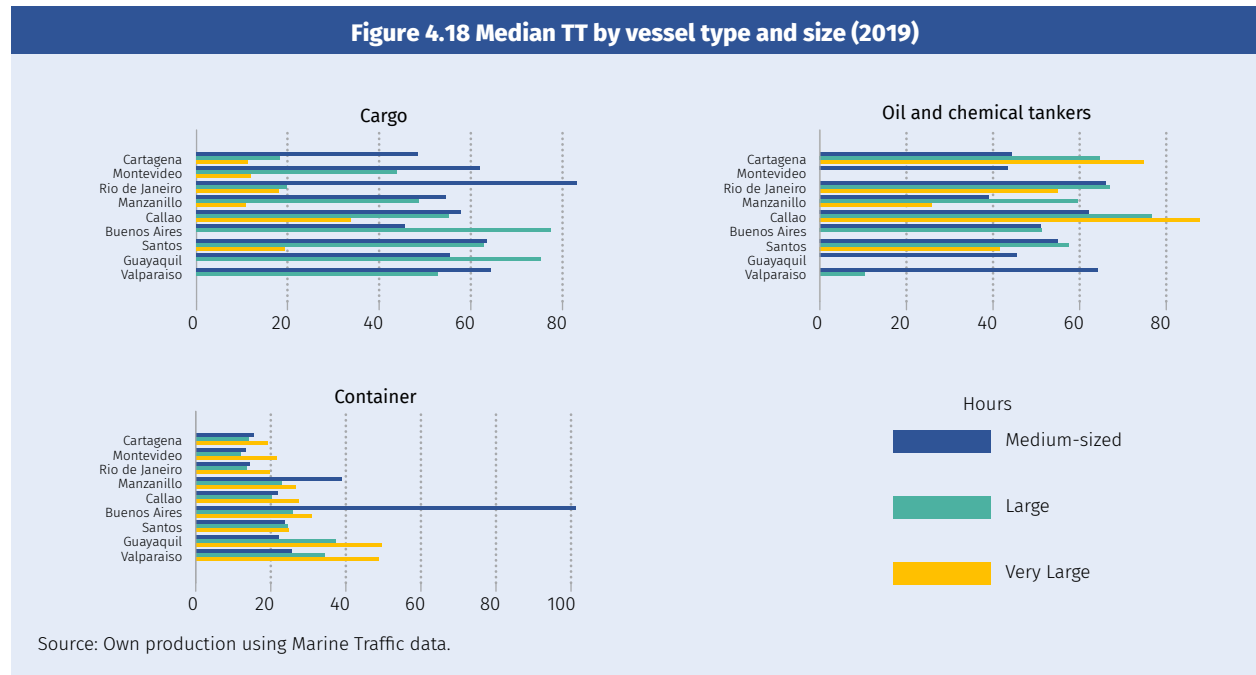 Figure 4.18 Median TT by vessel type and size (2019)
Cargo
Cartagena
Montevideo
Rio de Janeiro
Manzanillo
Callao
Buenos Aires
Santos
Guayaquil
Valparaiso
0 20 40 60 80
Oil and chemical tankers
Cartagena
Montevideo
Rio de Janeiro
Manzanillo
Callao
Buenos Aires
Santos
Guayaquil
Valparaiso
0 20 40 60 80
Container
Cartagena
Montevideo
Rio de Janeiro
Manzanillo
Callao
Buenos Aires
Santos
Guayaquil
Valparaiso
0 20 40 60 80 100
Hours
Medium-sized
Large
Very Large
Source: Own production using Marine Traffic data.